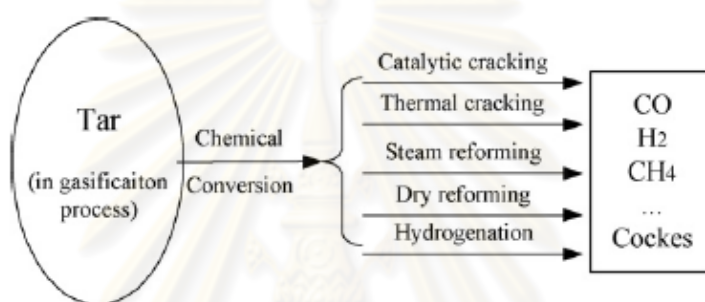 Tar
(in gasificaiton
process)
Chemical
Conversion
Catalytic cracking
Thermal cracking
Steam reforming
Dry reforming
Hydrogenation
CO
H2
CH4
...
Cockes